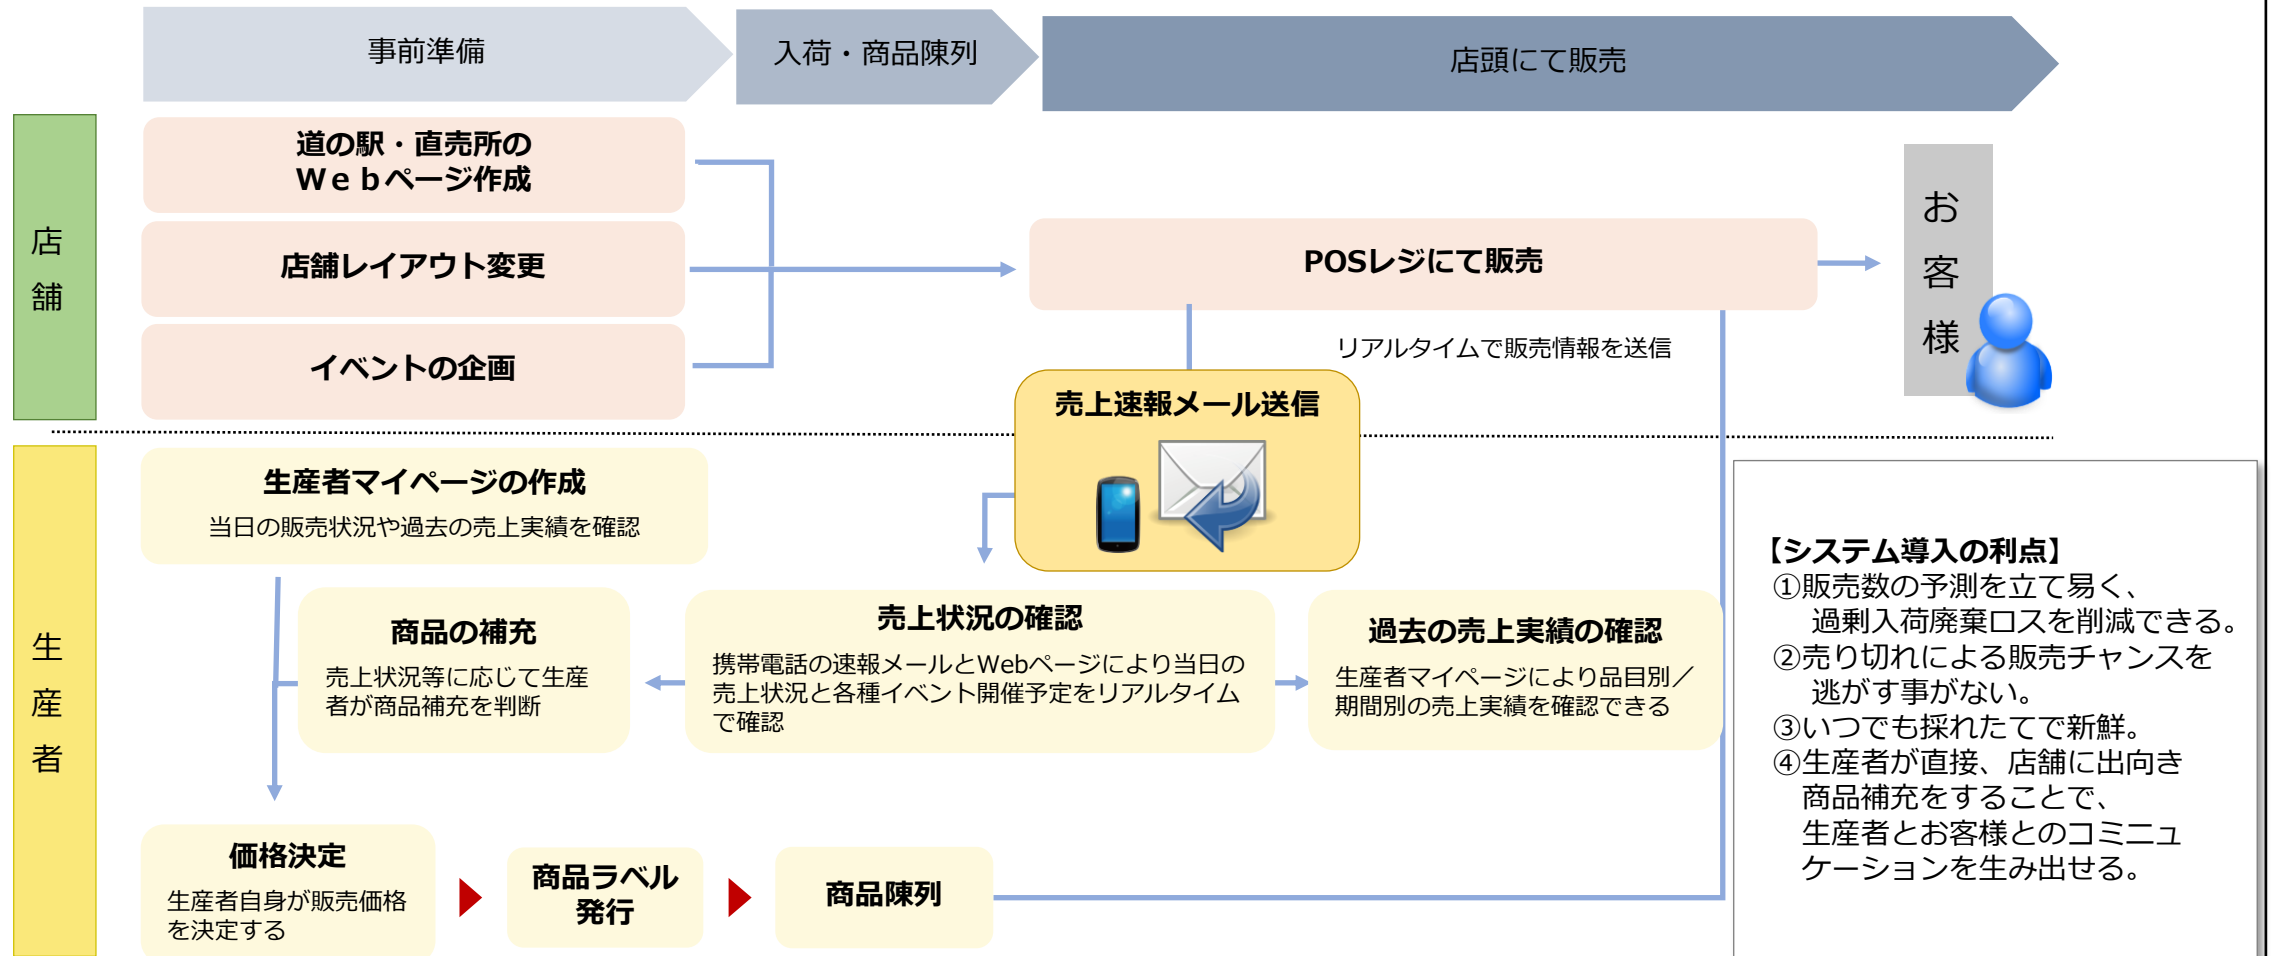 事前準備
入荷・商品陳列
店頭にて販売
店
舗
道の駅・直売所の
Ｗｅｂページ作成
店舗レイアウト変更
イベントの企画
POSレジにて販売
お
客
様
リアルタイムで販売情報を送信
売上速報メール送信
生
産
者
生産者マイページの作成
当日の販売状況や過去の売上実績を確認
商品の補充
売上状況等に応じて生産
者が商品補充を判断
売上状況の確認
携帯電話の速報メールとWebページにより当日の
売上状況と各種イベント開催予定をリアルタイム
で確認
過去の売上実績の確認
生産者マイページにより品目別／
期間別の売上実績を確認できる
価格決定
生産者自身が販売価格
を決定する
商品ラベル
発行
商品陳列
【システム導入の利点】
①販売数の予測を立て易く、
過剰入荷廃棄ロスを削減できる。
②売り切れによる販売チャンスを
逃がす事がない。
③いつでも採れたてで新鮮。
④生産者が直接、店舗に出向き
商品補充をすることで、
生産者とお客様とのコミニュ
ケーションを生み出せる。